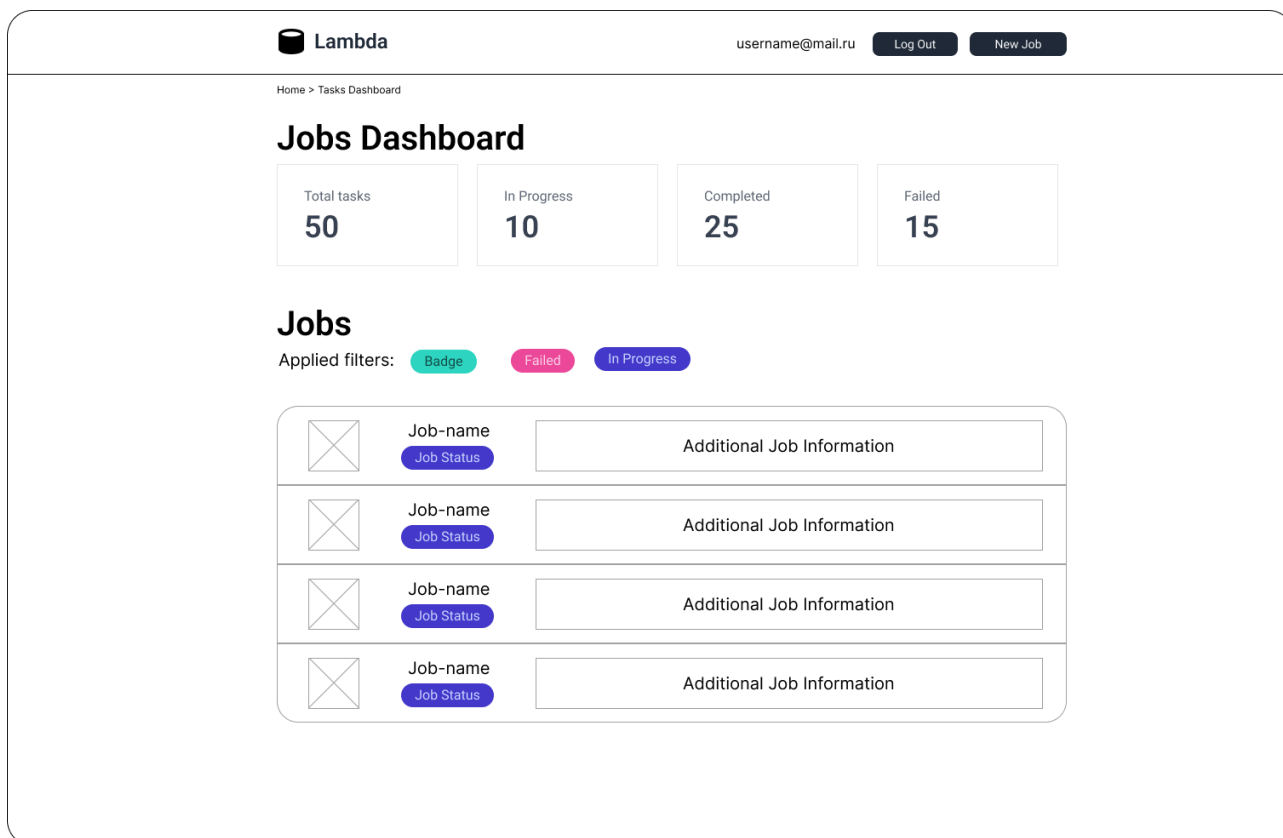 Lambda
username@mail.ru
Log Out
New Job
Home > Tasks Dashboard
Jobs Dashboard
Total tasks
50
In Progress
10
Completed
25
Failed
15
Jobs
Applied filters:
Badge
Failed
In Progress
Job-name
Job Status
Additional Job Information
Job-name
Job Status
Additional Job Information
Job-name
Job Status
Additional Job Information
Job-name
Job Status
Additional Job Information